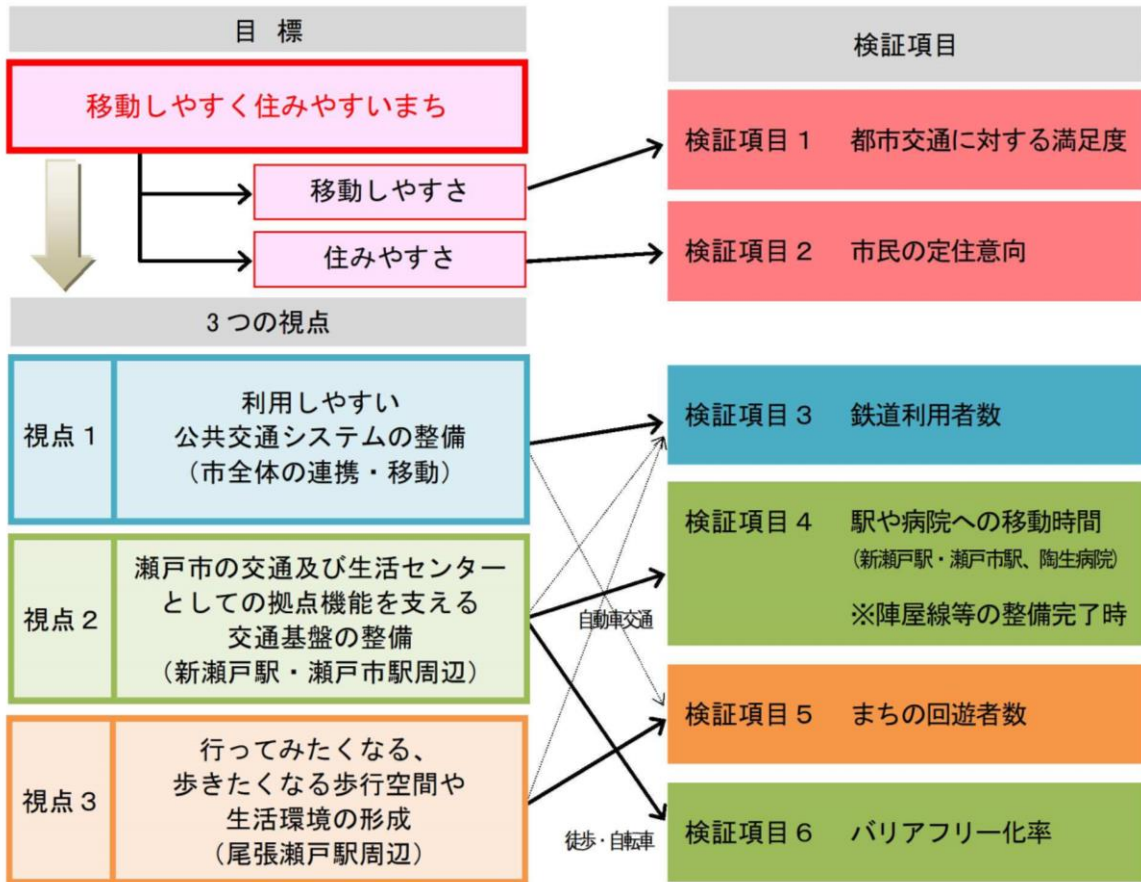 目 標
移動しやすく住みやすいまち
移動しやすさ
住みやすさ
3つの視点
視点1
利用しやすい
公共交通システムの整備
（市全体の連携・移動）
視点2
瀬戸市の交通及び生活センター
としての拠点機能を支える
交通基盤の整備
（新瀬戸駅・瀬戸市駅周辺）
視点3
行ってみたくなる、
歩きたくなる歩行空間や
生活環境の形成
（尾張瀬戸駅周辺）
自動車交通
徒歩・自転車
検証項目
検証項目1 都市交通に対する満足度
検証項目2 市民の定住意向
検証項目3 鉄道利用者数
検証項目4 駅や病院への移動時間
（新瀬戸駅・瀬戸市駅、陶生病院）
※陣屋線等の整備完了時
検証項目5 まちの回遊者数
検証項目6 バリアフリー化率